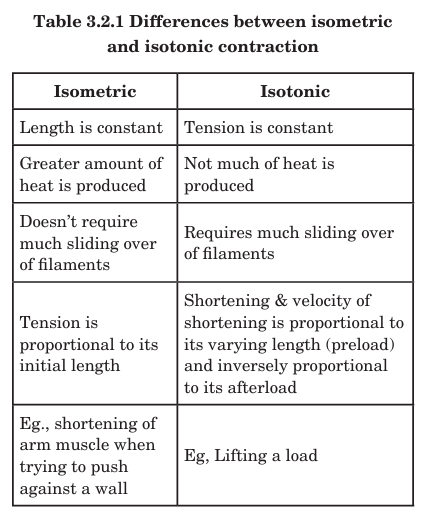 Table 3.2.1 Differences between isometric
and isotonic contraction
Isometric
Isotonic
Length is constant
Tension is constant
Greater amount of
heat is produced
Not much of heat is
produced
Doesn’t require
much sliding over
of filaments
Requires much sliding over
of filaments
Tension is
proportional to its
initial length
Shortening & velocity of
shortening is proportional to
its varying length (preload)
and inversely proportional
to its afterload
Eg., shortening of
arm muscle when
trying to push
against a wall
Eg, Lifting a load